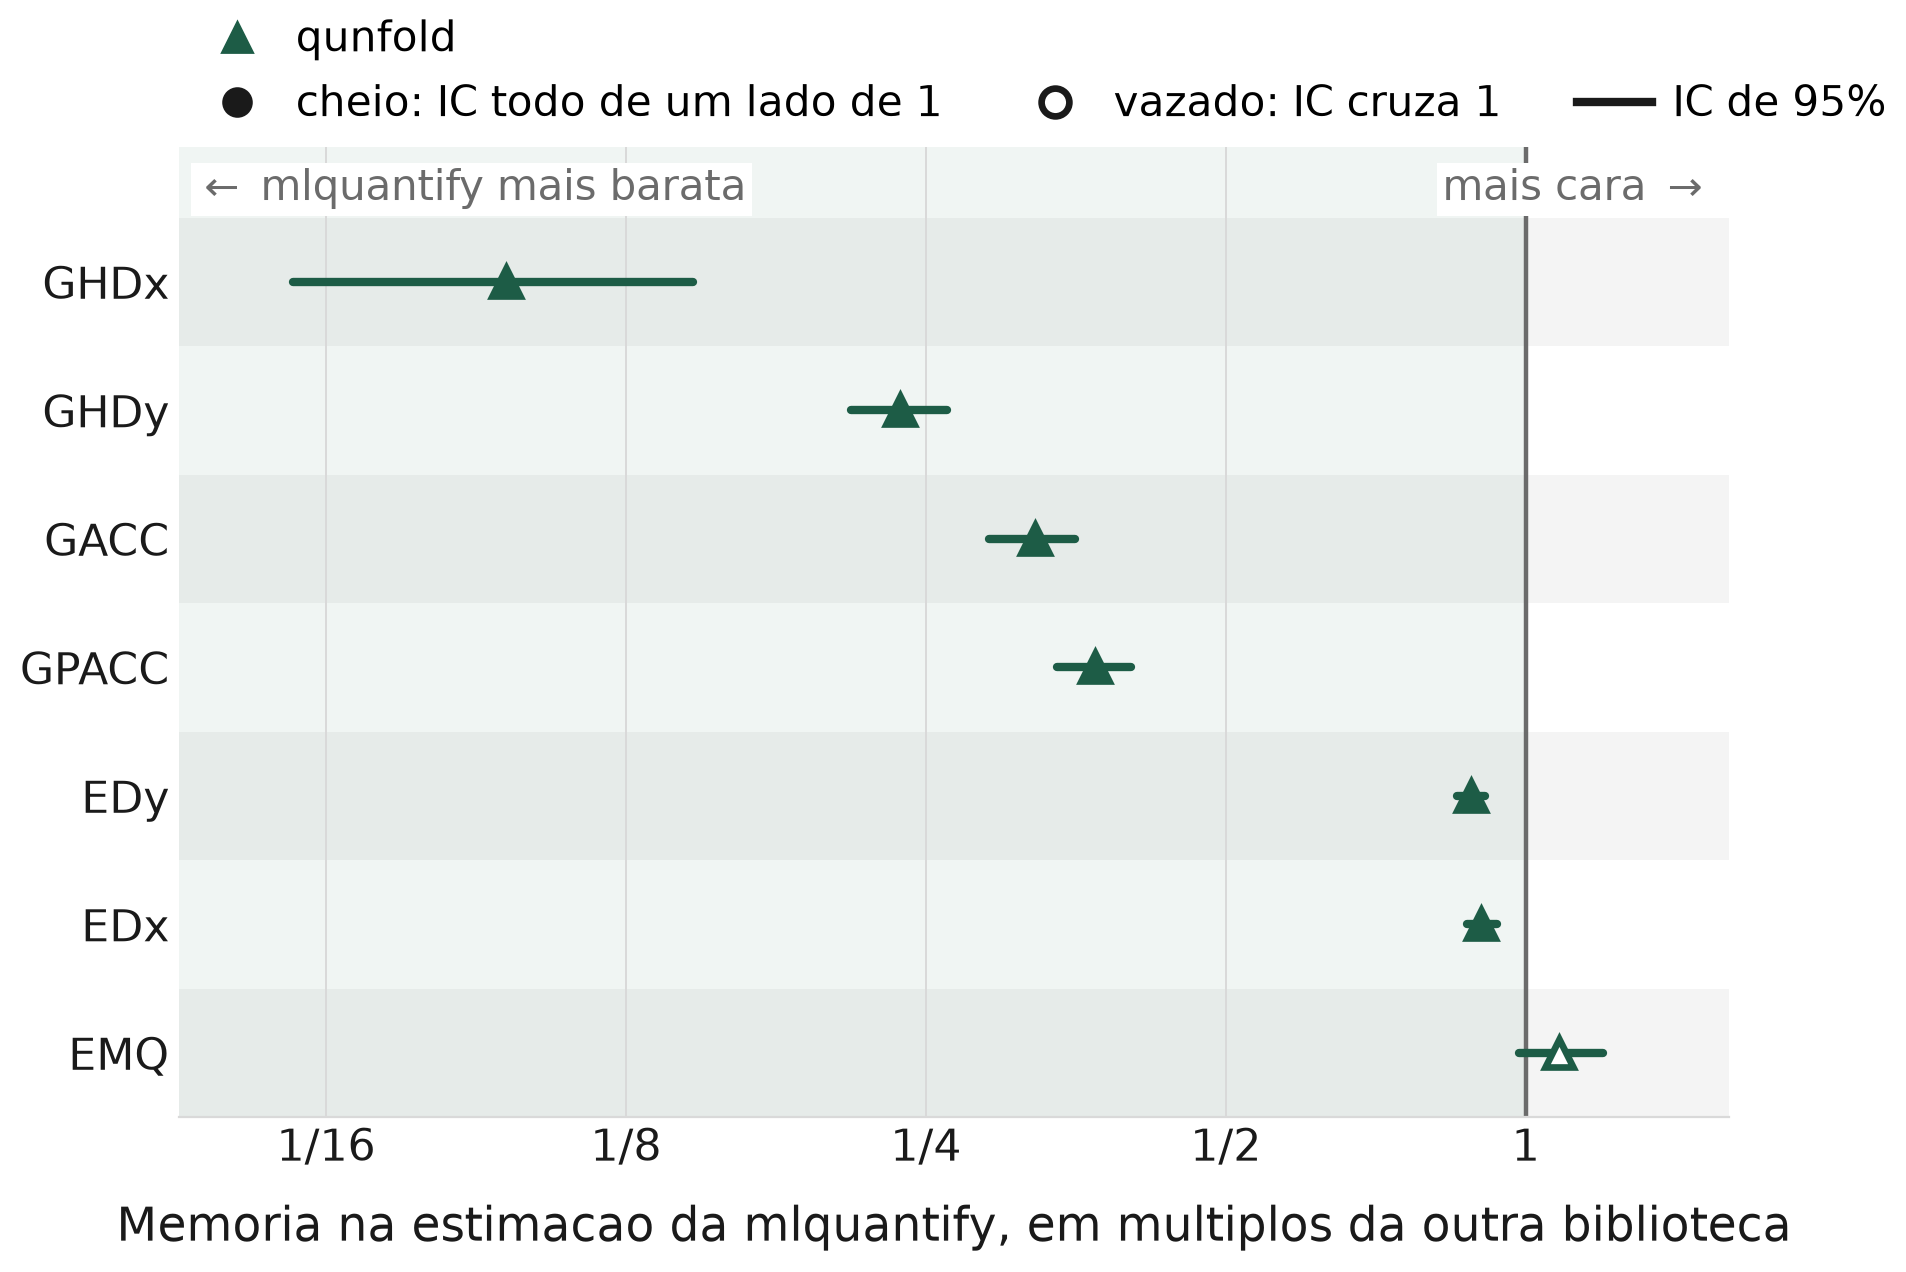 qunfold
cheio: IC todo de um lado de 1
vazado: IC cruza 1
IC de 95%
← mlquantify mais barata
mais cara →
GHDx
GHDy
GACC
GPACC
EDy
EDx
EMQ
1/16
1/8
1/4
1/2
1
Memoria na estimacao da mlquantify, em multiplos da outra biblioteca